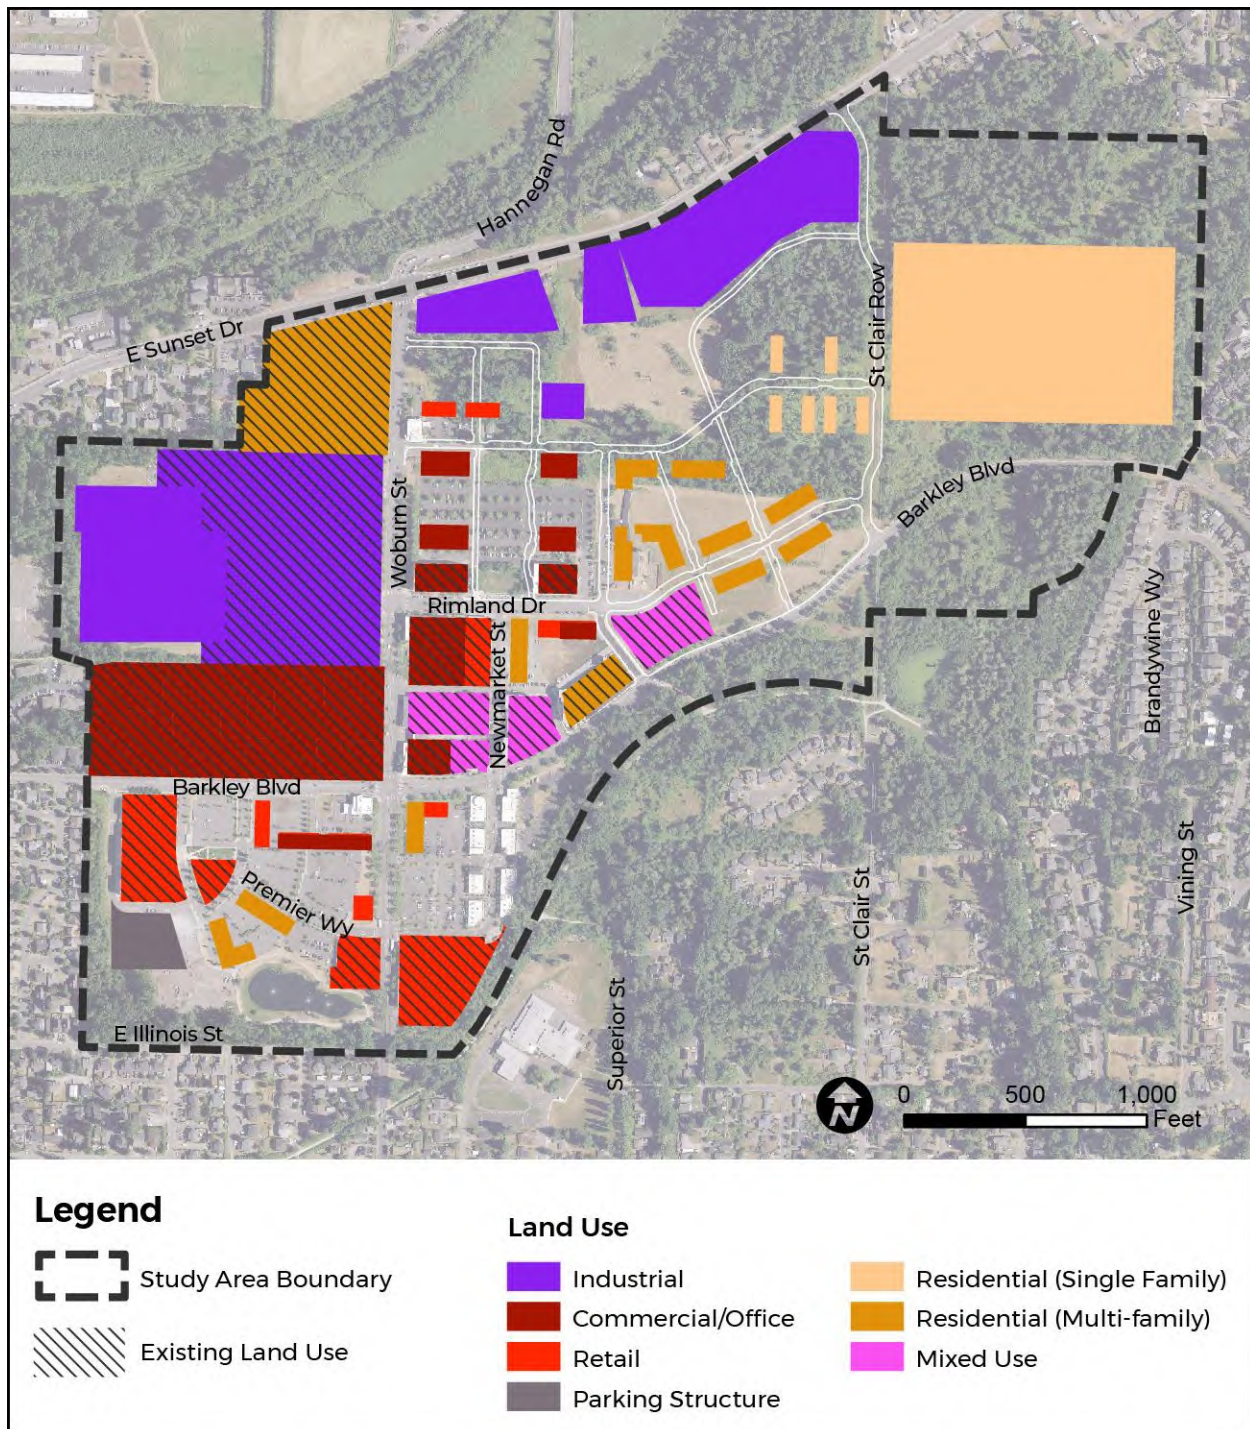 Hannegan Rd
E Sunset Dr
St Clair Row
Barkley Blvd
Woburn St
Rimland Dr
Newmarket St
Brandywine Wy
Barkley Blvd
Premier Wy
Vining St
St Clair St
Superior St
E Illinois St
N
0 500 1,000
Feet
Legend
Study Area Boundary
Existing Land Use
Land Use
Industrial
Commercial/Office
Retail
Parking Structure
Residential (Single Family)
Residential (Multi-family)
Mixed Use